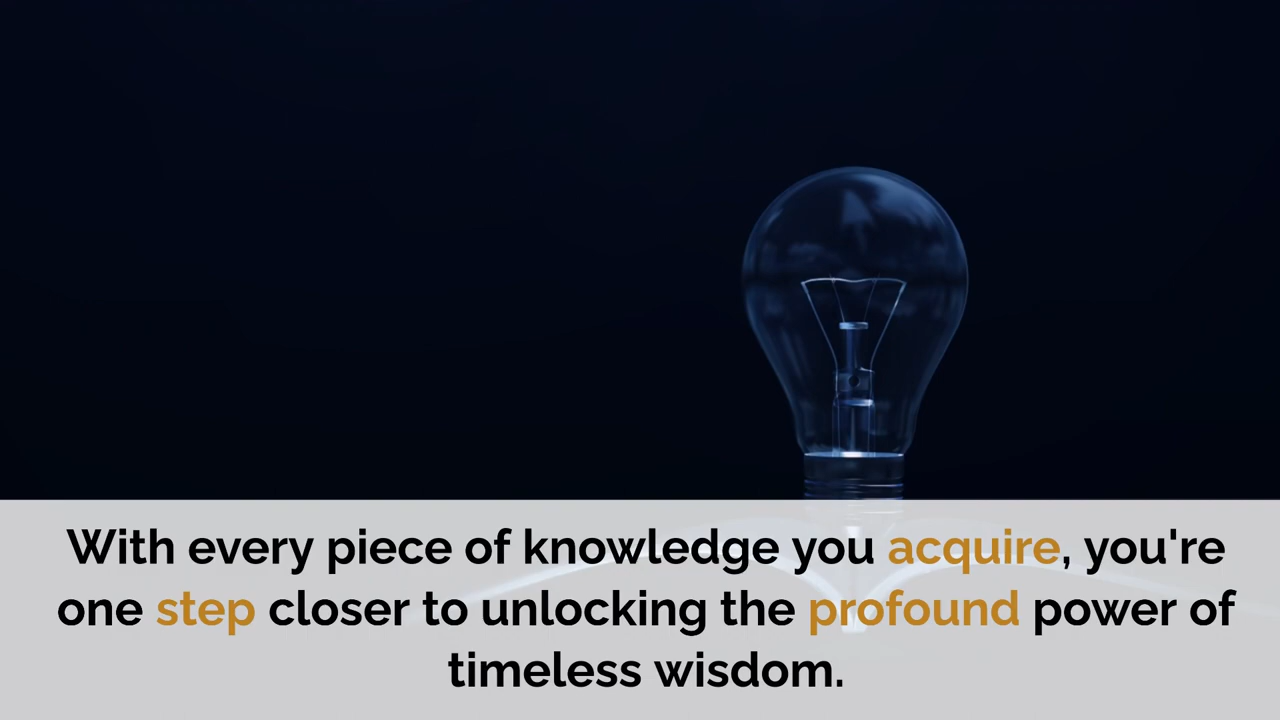 With every piece of knowledge you acquire, you're
one step closer to unlocking the profound power of
timeless wisdom.